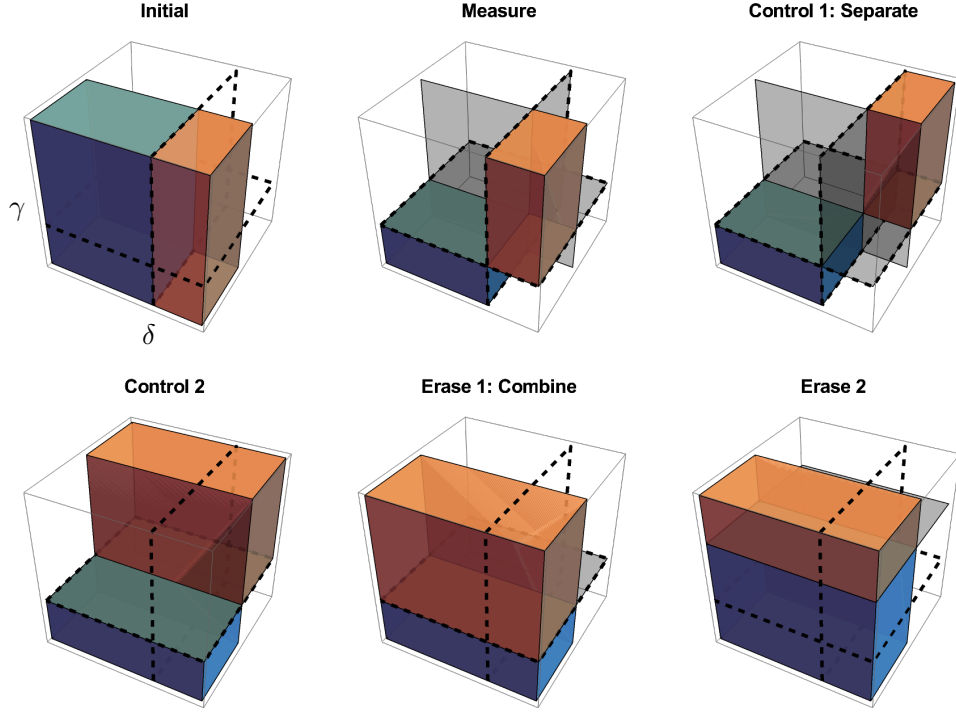 Initial
Measure
Control 1: Separate
γ
δ
Control 2
Erase 1: Combine
Erase 2